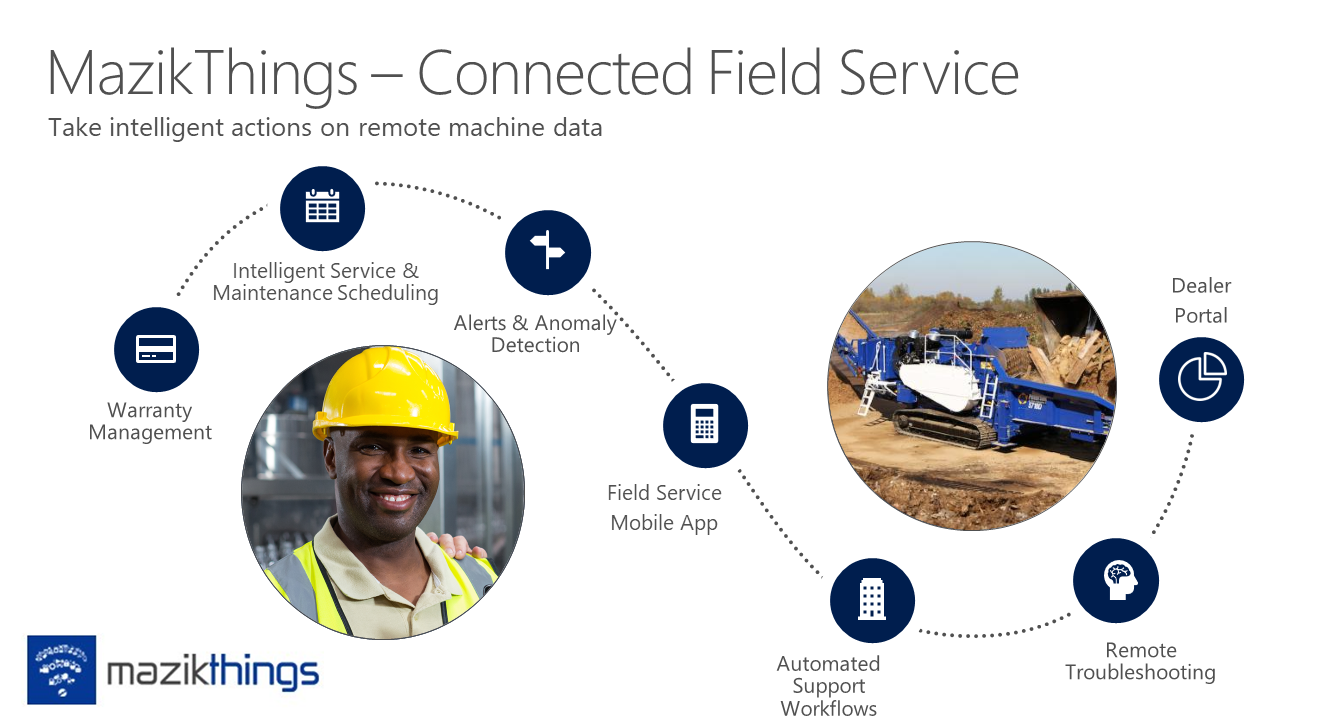 MazikThings – Connected Field Service
Take intelligent actions on remote machine data
Intelligent Service &
Maintenance Scheduling
Alerts & Anomaly
Detection
Warranty
Management
Field Service
Mobile App
Dealer
Portal
Automated
Support
Workflows
Remote
Troubleshooting
mazikthings